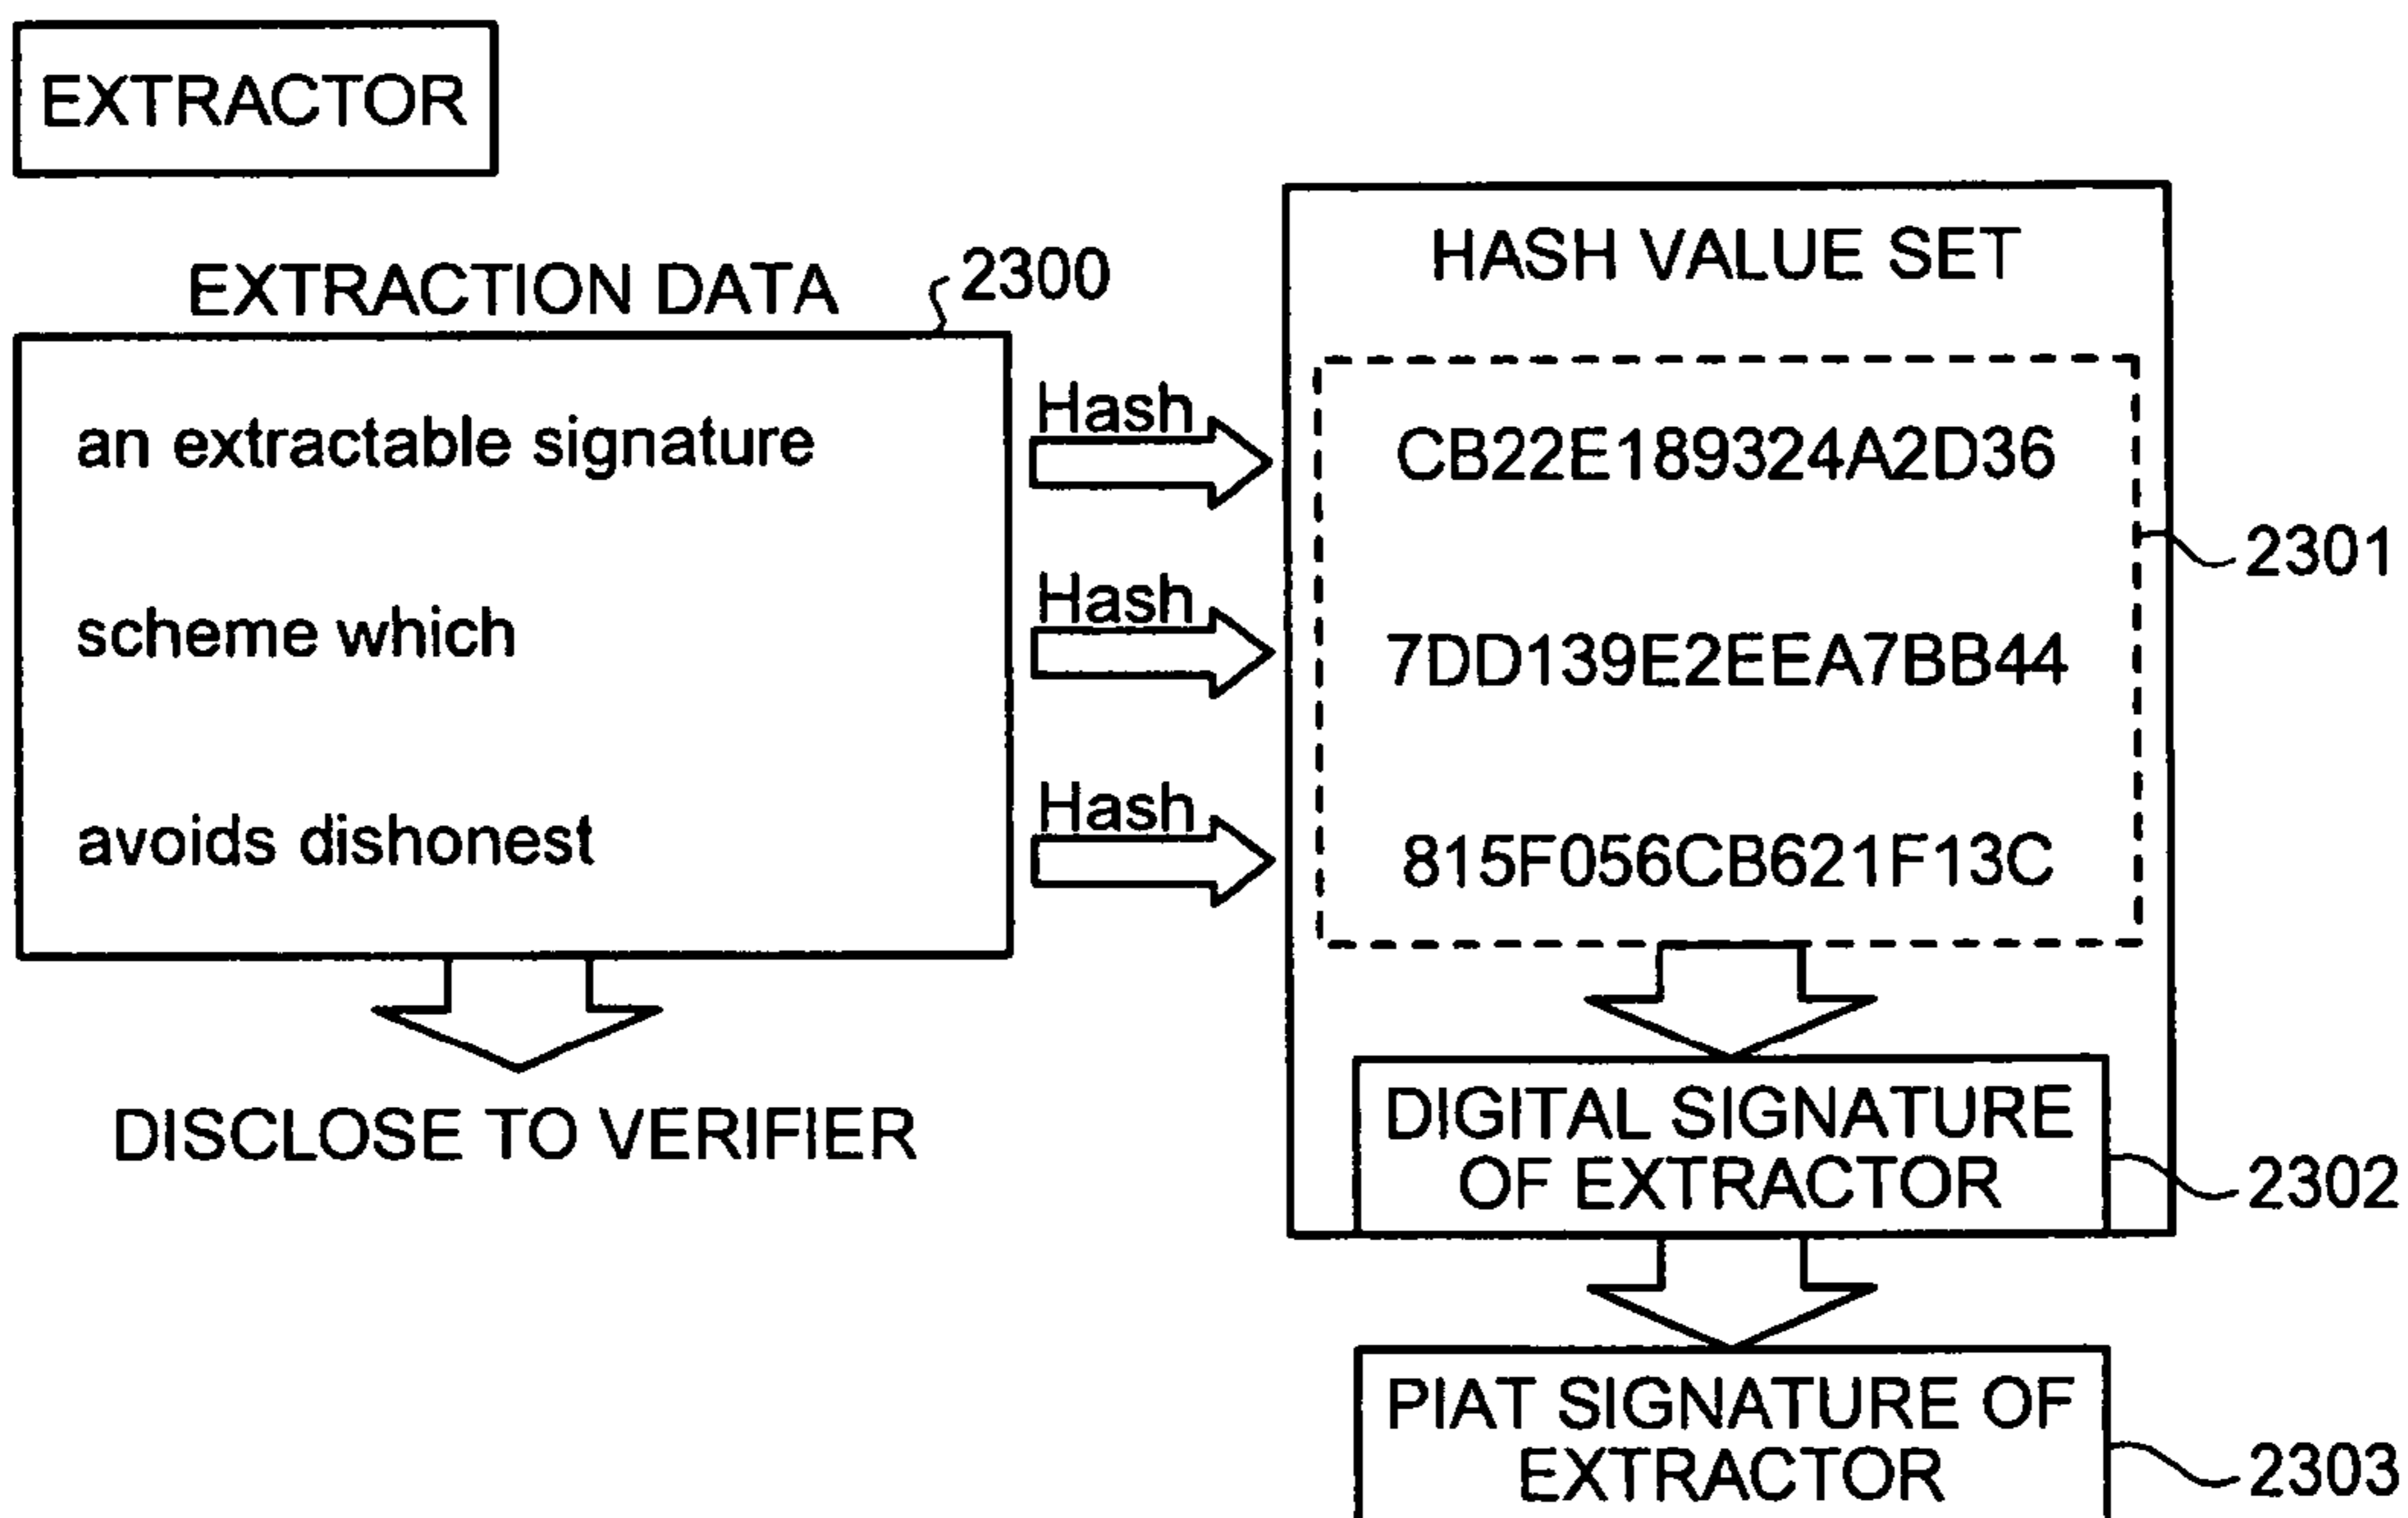 EXTRACTOR
EXTRACTION DATA
2300
an extractable signature
scheme which
avoids dishonest
DISCLOSE TO VERIFIER
Hash
Hash
Hash
HASH VALUE SET
CB22E189324A2D36
7DD139E2EEA7BB44
815F056CB621F13C
2301
DIGITAL SIGNATURE
OF EXTRACTOR
2302
PIAT SIGNATURE OF
EXTRACTOR
2303